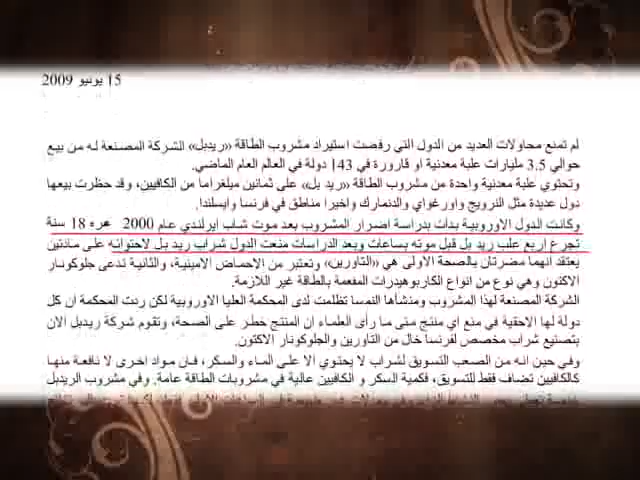 15 يونيو 2009
لم تمنع محاولات العديد من الدول التي رفضت استيراد مشروب الطاقة «ريدبل» الشركة المصنعة له من بيع
حوالي 3.5 مليارات علبة معدنية او قارورة في 143 دولة في العالم العام الماضي.
وتحتوي علبة معدنية واحدة من مشروب الطاقة «ريد بل» على ثمانين ميلغراما من الكافيين، وقد حظرت بيعها
دول عديدة مثل النرويج واورغواي والدنمارك واخيرا مناطق في فرنسا وايسلندا.
وكانت الدول الاوروبية بدأت بدراسة اضرار المشروب بعد موت شاب ايرلندي عام 2000 عمره 18 سنة
تجرع إربع علب ريد بل قبل موته بساعات وبعد الدراسات منعت الدول شراب ريد بل لاحتوائه على مادتين
يعتقد انهما مضرتان بالصحة الاولى هي «التاورين» وتعتبر من الاحماض الامينية، والثانية تدعى جلوكونار
الاكتون وهي نوع من انواع الكاربوهيدرات المفعمة بالطاقة غير اللازمة.
الشركة المصنعة لهذا المشروب ومنشأها النمسا تظلمت لدى المحكمة العليا الاوروبية لكن ردت المحكمة ان كل
دولة لها الاحقية في منع اي منتج متى ما رأى العلماء ان المنتج خطر على الصحة، وتقوم شركة ريدبل الان
بتصنيع شراب مخصص لفرنسا خال من التاورين والجلوكونار الاكتون.
وفي حين انه من الصعب التسويق لشراب لا يحتوي الا على الماء والسكر، فان مواد اخرى لا نافعة منها
كالكافيين تضاف فقط للتسويق، فكمية السكر و الكافيين عالية في مشروبات الطاقة عامة. وفي مشروب الريدبل